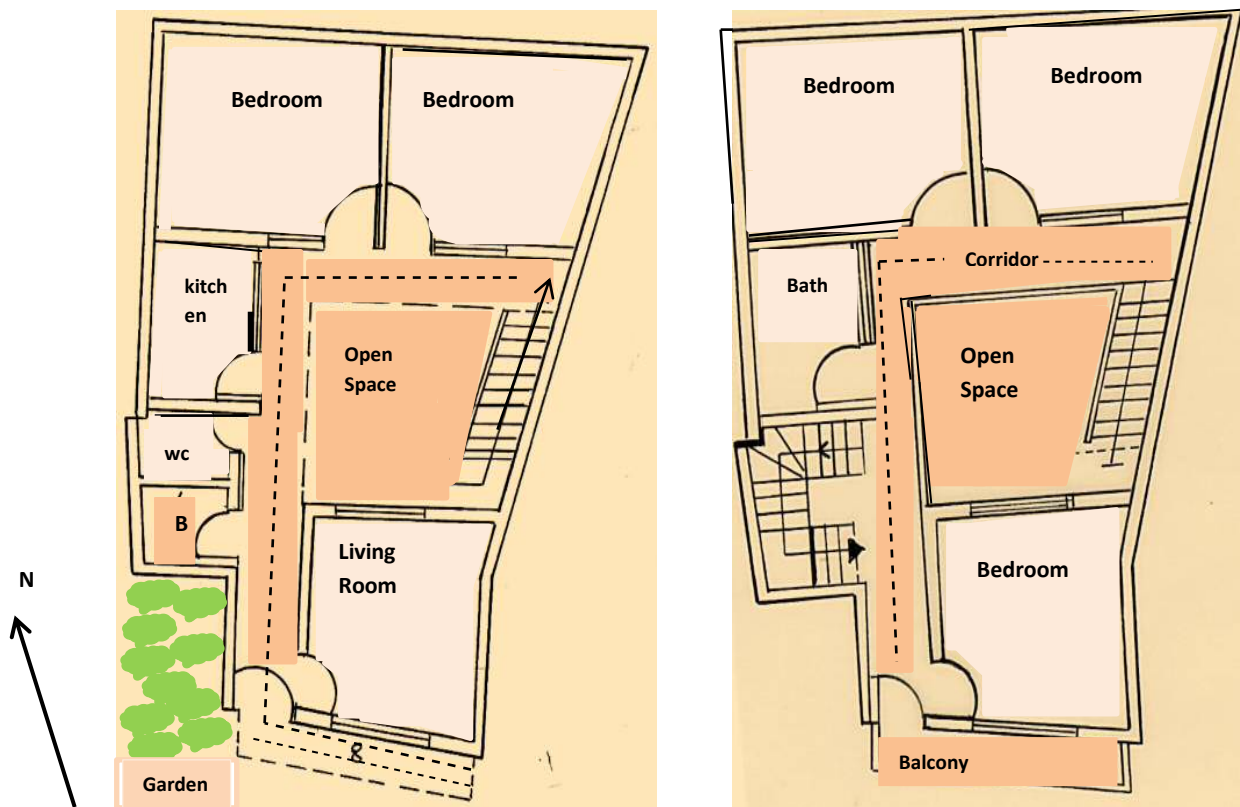 Bedroom
Bedroom
kitch
en
Open
Space
wc
B
Living
Room
N
Garden
8
Bedroom
Bedroom
Corridor
Bath
Open
Space
Bedroom
Balcony